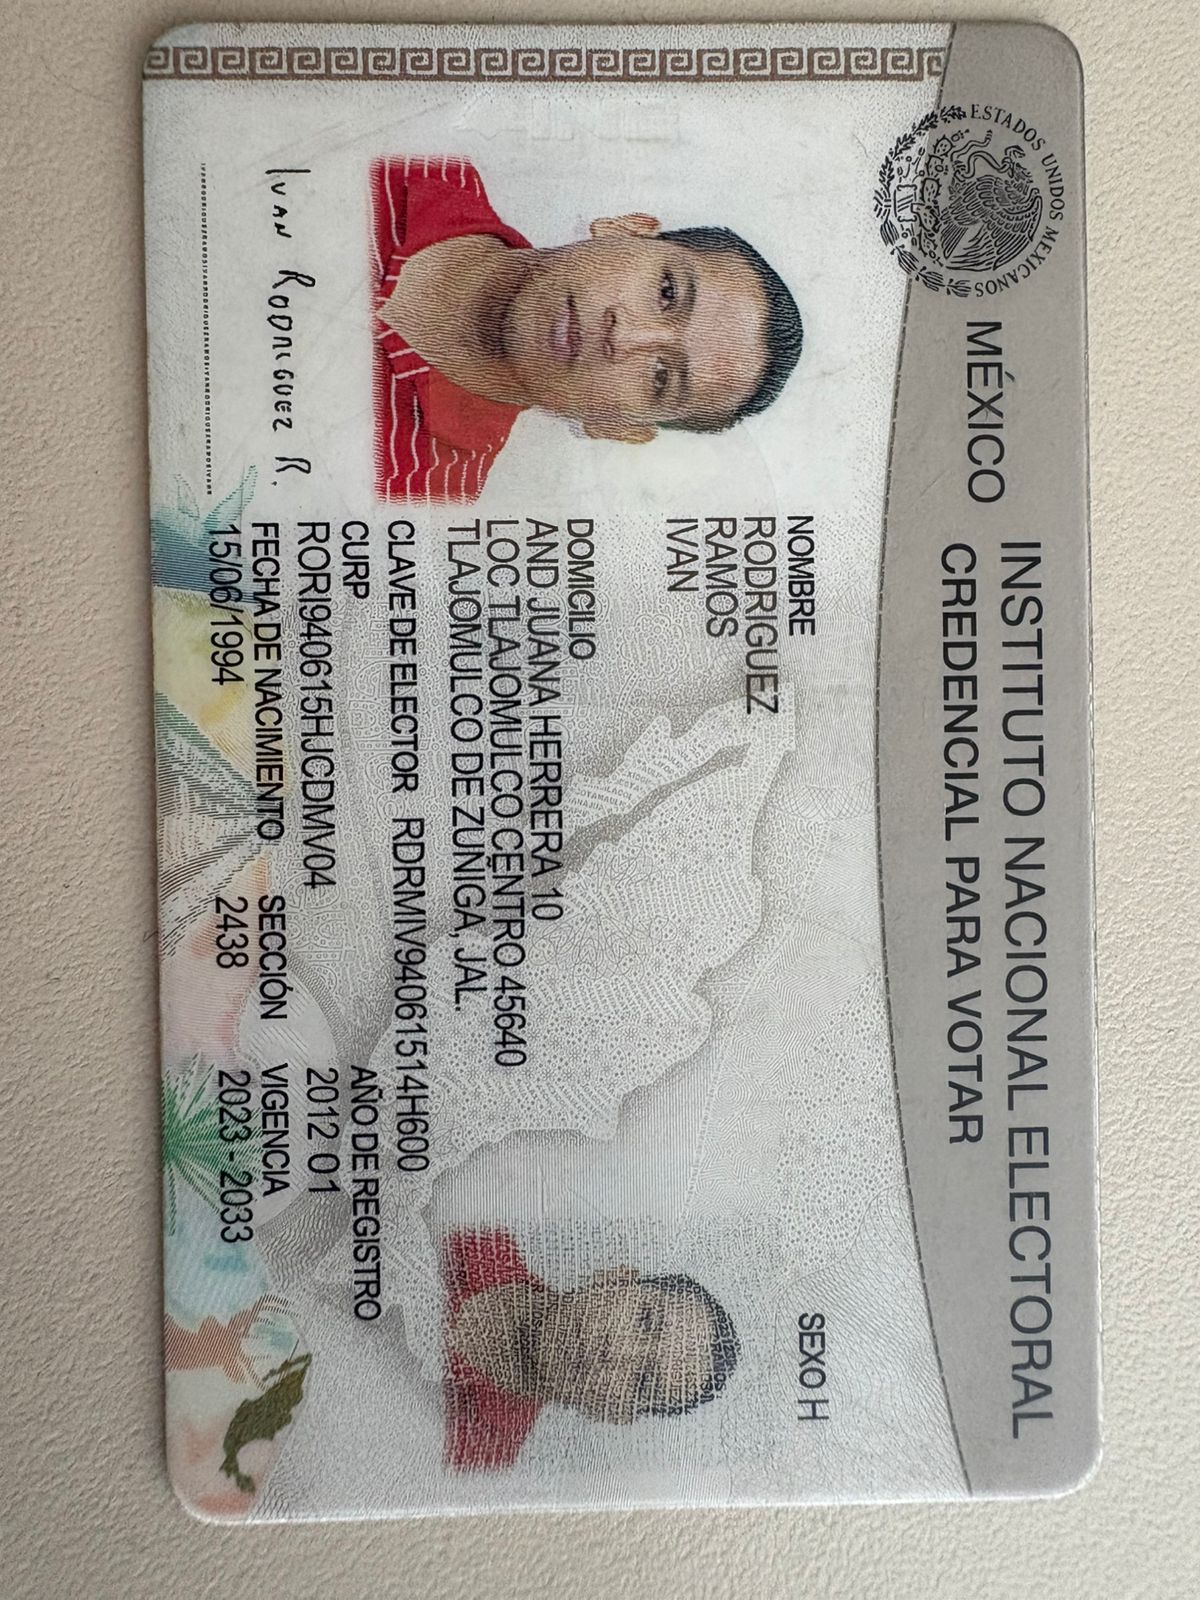 ESTADOS UNIDOS MEXICANOS
MÉXICO
INSTITUTO NACIONAL ELECTORAL
CREDENCIAL PARA VOTAR
SEXO H
NOMBRE
RODRIGUEZ
RAMOS
IVAN
DOMICILIO
AND JUANA HERRERA 10
LOC TLAJOMULCO CENTRO 45640
TLAJOMULCO DE ZUÑIGA, JAL.
CLAVE DE ELECTOR RDRMIV94061514H600
CURP
RORI940615HJCDMV04
AÑO DE REGISTRO
2012 01
FECHA DE NACIMIENTO
15/06/1994
SECCIÓN
2438
VIGENCIA
2023 - 2033
IVAN RODRIGUEZ R.